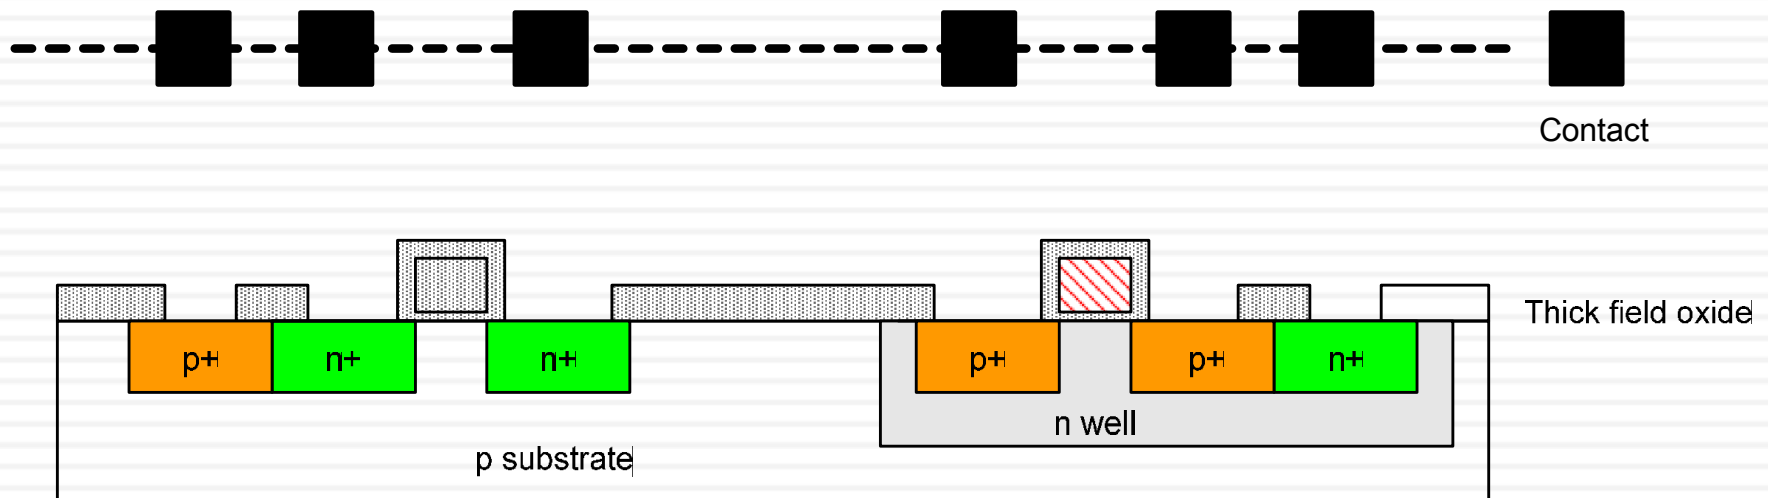 Contact
Thick field oxide
p+ n+ n+ p+ p+ n+
n well
p substrate